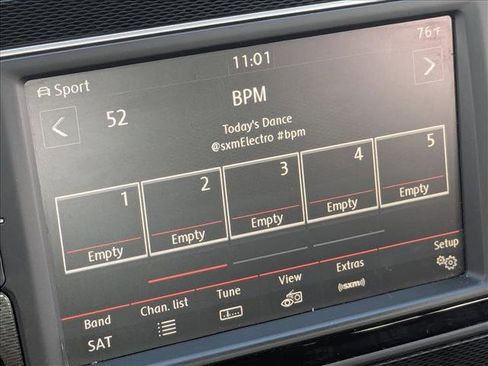 76°F
11:01
Sport
52
BPM
Today's Dance
@sxmElectro #bpm
1 2 3 4 5
Empty Empty Empty Empty Empty
Band Chan. list Tune View Extras Setup
SAT
((sxm))